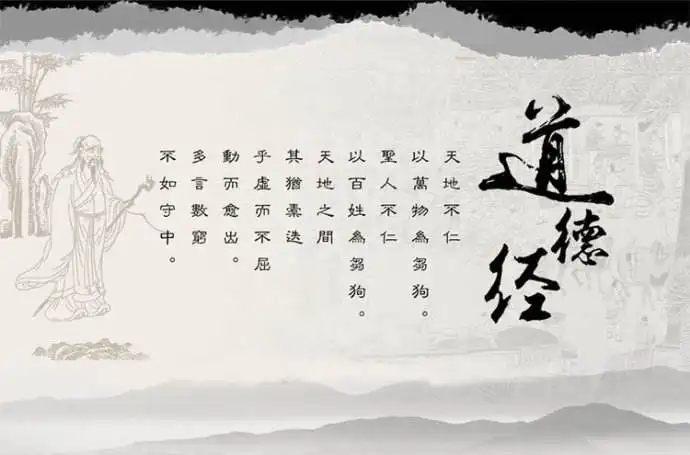 道德经
天地不仁
以萬物為芻狗。
聖人不仁
以百姓為芻狗。
天地之間
其猶橐迭
乎虛而不屈
動而愈出。
多言數窮
不如守中。